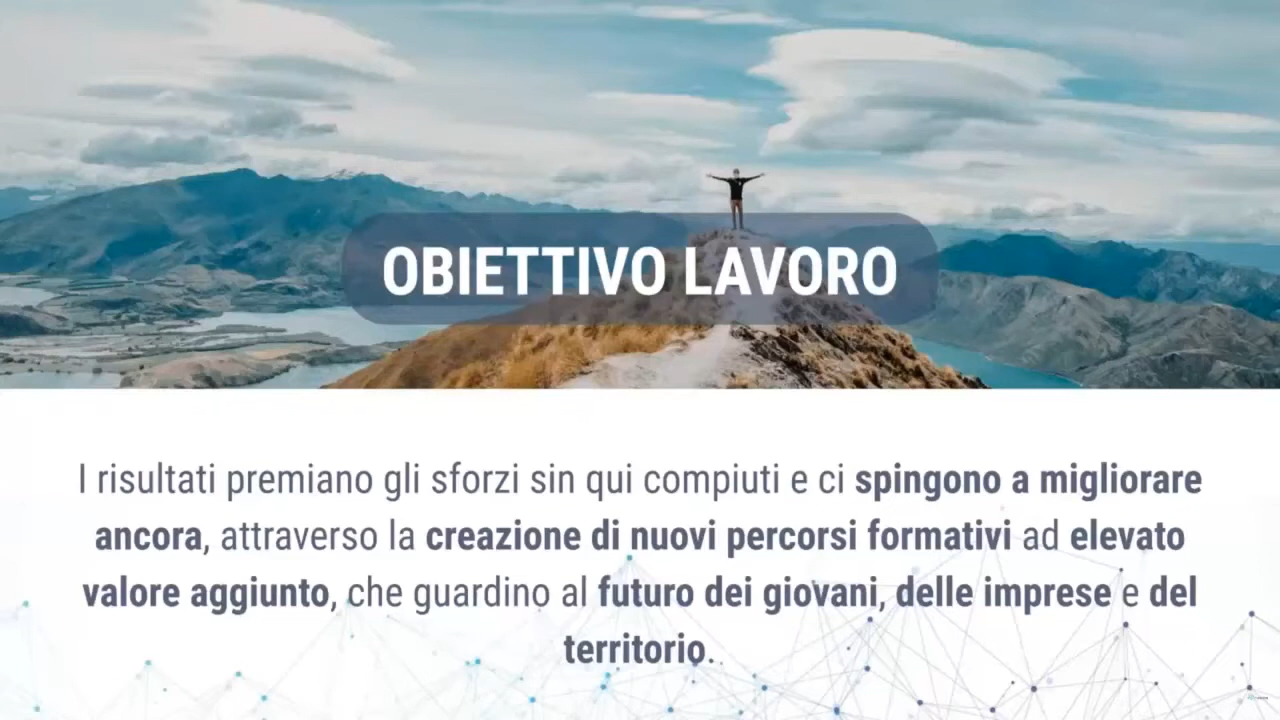 OBIETTIVO LAVORO
I risultati premiano gli sforzi sin qui compiuti e ci spingono a migliorare
ancora, attraverso la creazione di nuovi percorsi formativi ad elevato
valore aggiunto, che guardino al futuro dei giovani, delle imprese e del
territorio.